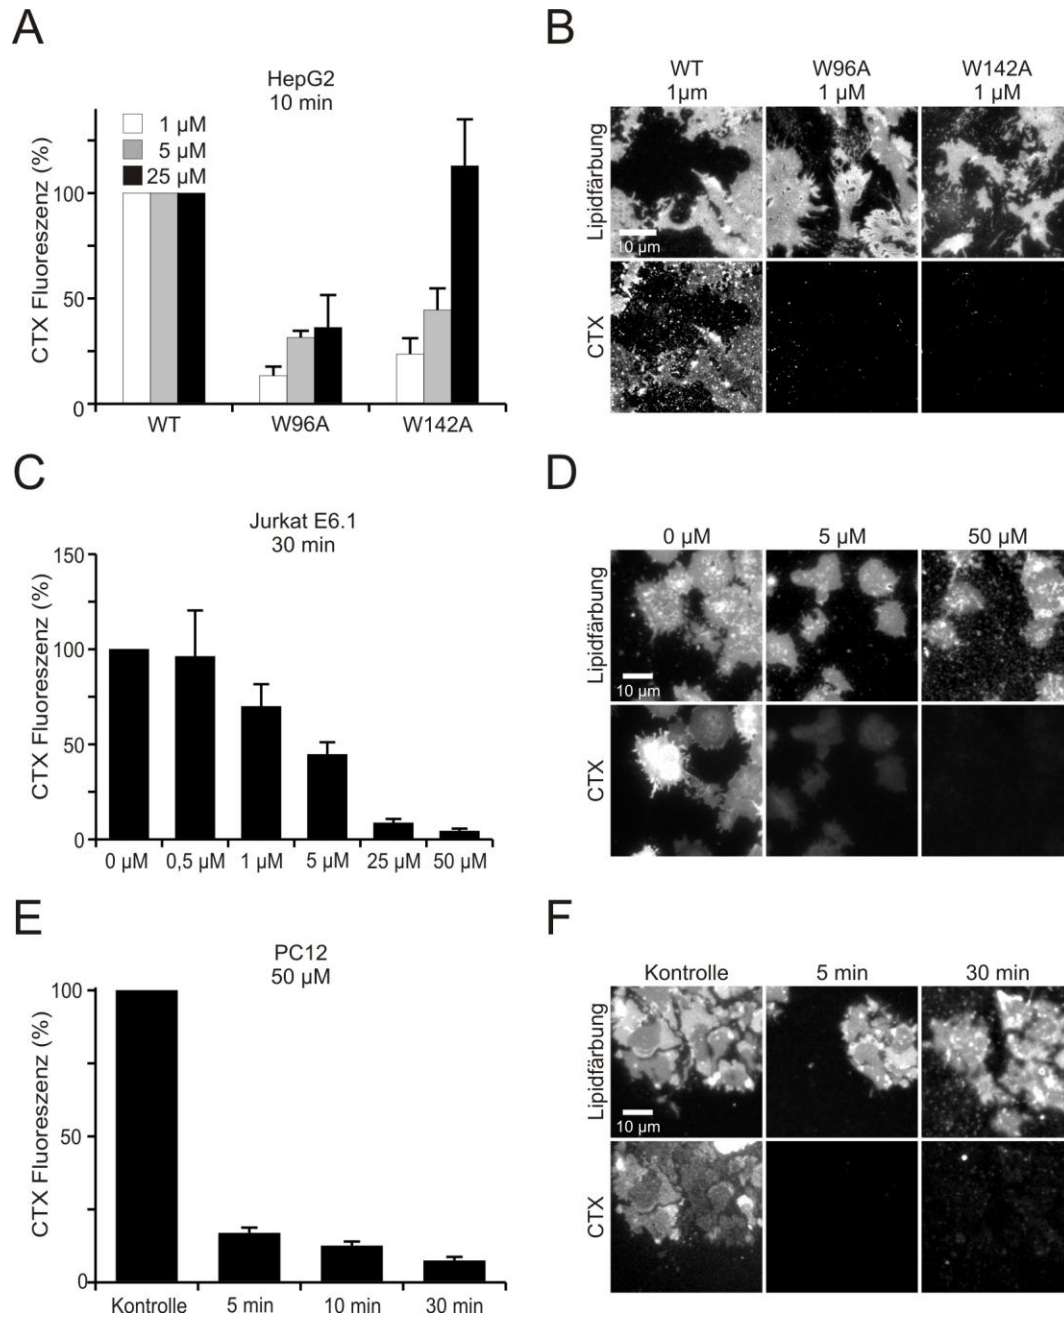 A
HepG2
10 min
1 µM
5 µM
25 µM
CTX Fluoreszenz (%)
100
50
0
WT
W96A
W142A
B
WT
1µm
W96A
1 µM
W142A
1 µM
Lipidfärbung
10 µm
CTX
C
Jurkat E6.1
30 min
CTX Fluoreszenz (%)
150
100
50
0
0 µM
0,5 µM
1 µM
5 µM
25 µM
50 µM
D
0 µM
5 µM
50 µM
Lipidfärbung
10 µm
CTX
E
PC12
50 µM
CTX Fluoreszenz (%)
100
50
0
Kontrolle
5 min
10 min
30 min
F
Kontrolle
5 min
30 min
Lipidfärbung
10 µm
CTX